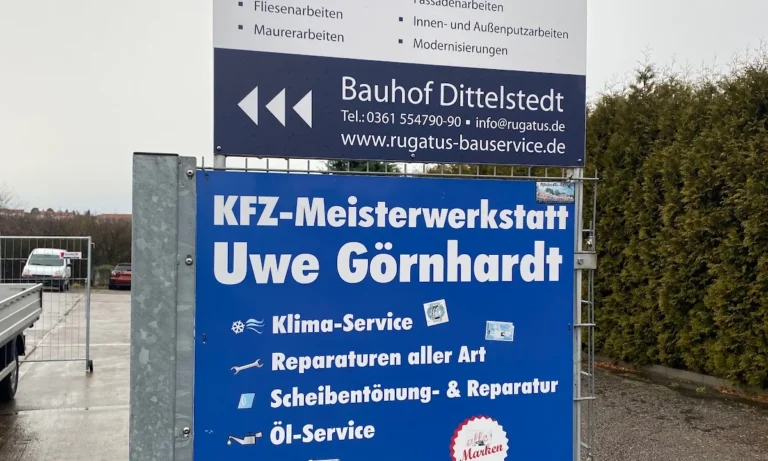 ▪ Fliesenarbeiten
▪ Maurerarbeiten
▪ Fassadenarbeiten
▪ Innen- und Außenputzarbeiten
▪ Modernisierungen
Bauhof Dittelstedt
Tel.: 0361 554790-90 ▪ info@rugatus.de
www.rugatus-bauservice.de
KFZ-Meisterwerkstatt
Uwe Görnhardt
Klima-Service
Reparaturen aller Art
Scheibentönung- & Reparatur
Öl-Service
alle
Marken